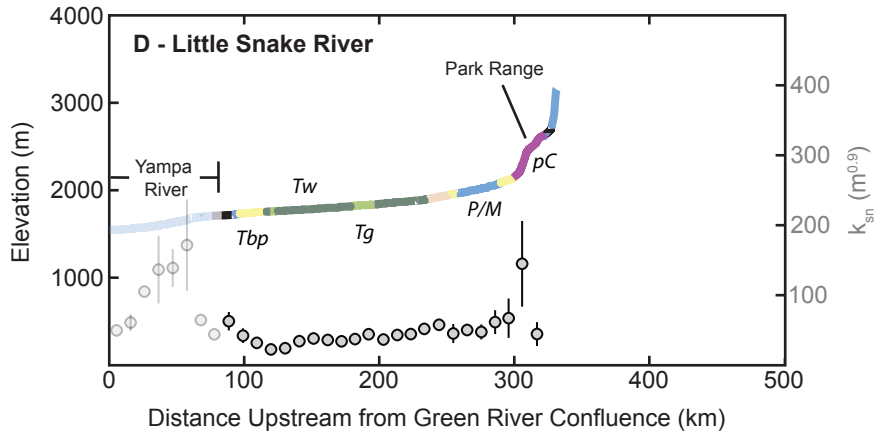 D - Little Snake River
4000
3000
2000
1000
Elevation (m)
Park Range
Yampa
River
Tw
Tbp
Tg
P/M
pC
400
300
200
100
k_sn (m^0.9)
0
100
200
300
400
500
Distance Upstream from Green River Confluence (km)